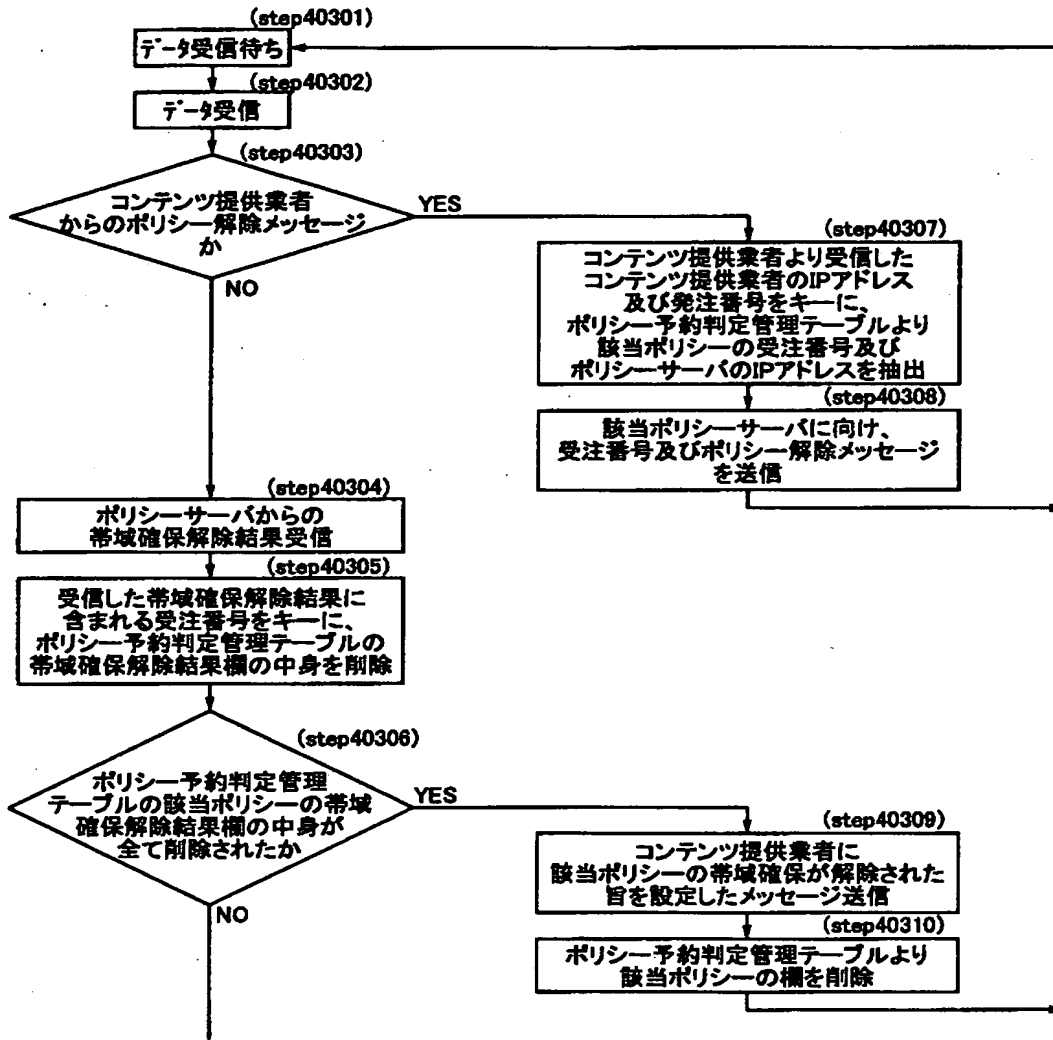 (step40301)
データ受信待ち
(step40302)
データ受信
(step40303)
コンテンツ提供業者
からのポリシー解除メッセージ
か
YES
NO
(step40307)
コンテンツ提供業者より受信した
コンテンツ提供業者のIPアドレス
及び発注番号をキーに、
ポリシー予約判定管理テーブルより
該当ポリシーの受注番号及び
ポリシーサーバのIPアドレスを抽出
(step40308)
該当ポリシーサーバに向け、
受注番号及びポリシー解除メッセージ
を送信
(step40304)
ポリシーサーバからの
帯域確保解除結果受信
(step40305)
受信した帯域確保解除結果に
含まれる受注番号をキーに、
ポリシー予約判定管理テーブルの
帯域確保解除結果欄の中身を削除
(step40306)
ポリシー予約判定管理
テーブルの該当ポリシーの帯域
確保解除結果欄の中身が
全て削除されたか
YES
NO
(step40309)
コンテンツ提供業者に
該当ポリシーの帯域確保が解除された
旨を設定したメッセージ送信
(step40310)
ポリシー予約判定管理テーブルより
該当ポリシーの欄を削除